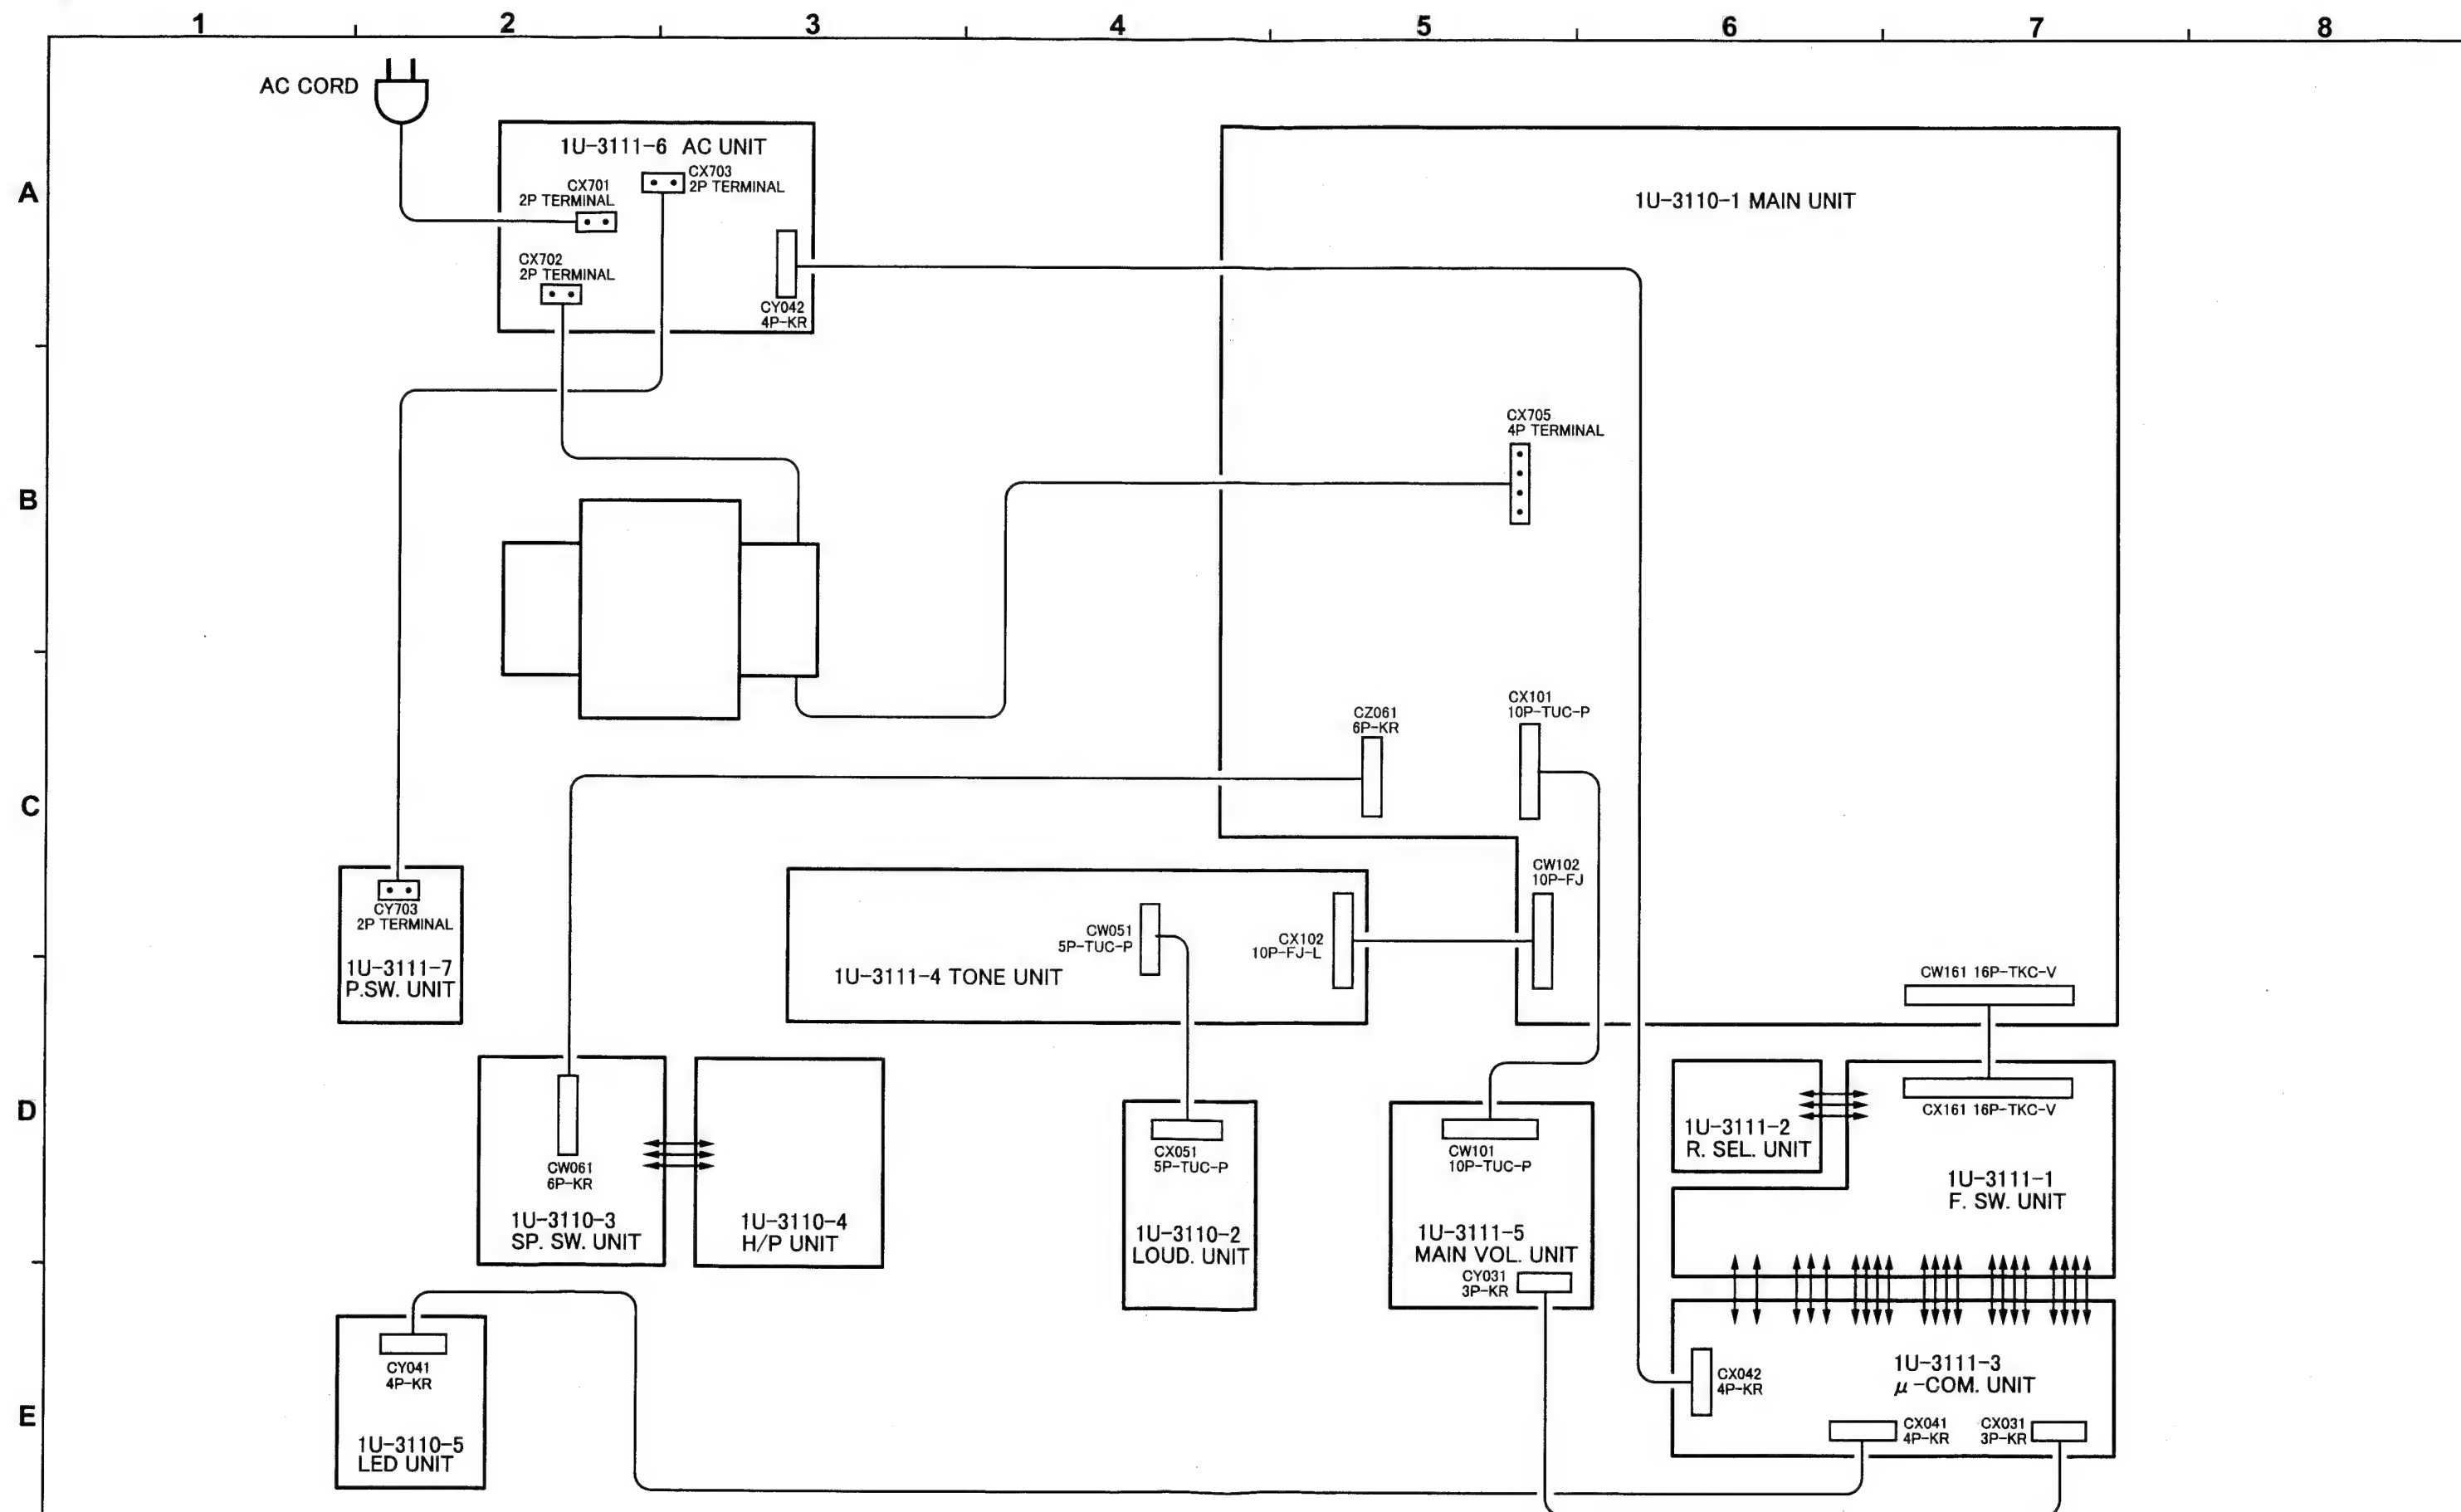 1 2 3 4 5 6 7 8
AC CORD
A
1U-3111-6 AC UNIT
CX701
2P TERMINAL
CX703
2P TERMINAL
CX702
2P TERMINAL
CY042
4P-KR
1U-3110-1 MAIN UNIT
B
CX705
4P TERMINAL
C
CZ061
6P-KR
CX101
10P-TUC-P
CY703
2P TERMINAL
1U-3111-7
P.SW. UNIT
CW051
5P-TUC-P
CX102
10P-FJ-L
1U-3111-4 TONE UNIT
CW102
10P-FJ
CW161 16P-TKC-V
D
CW061
6P-KR
1U-3110-3
SP. SW. UNIT
1U-3110-4
H/P UNIT
CX051
5P-TUC-P
1U-3110-2
LOUD. UNIT
CW101
10P-TUC-P
1U-3111-5
MAIN VOL. UNIT
CY031
3P-KR
1U-3111-2
R. SEL. UNIT
CX161 16P-TKC-V
1U-3111-1
F. SW. UNIT
E
CY041
4P-KR
1U-3110-5
LED UNIT
CX042
4P-KR
1U-3111-3
μ-COM. UNIT
CX041
4P-KR
CX031
3P-KR